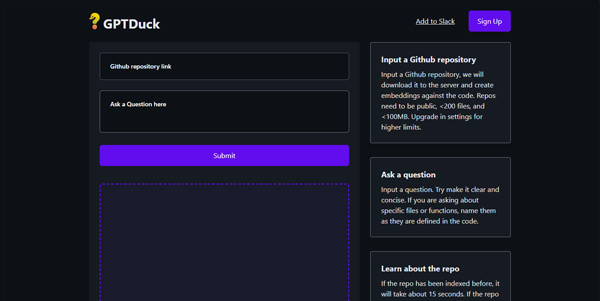 GPTDuck
Add to Slack
Sign Up
Github repository link
Ask a Question here
Submit
Input a Github repository
Input a Github repository, we will
download it to the server and create
embeddings against the code. Repos
need to be public, <200 files, and
<100MB. Upgrade in settings for
higher limits.
Ask a question
Input a question. Try make it clear and
concise. If you are asking about
specific files or functions, name them
as they are defined in the code.
Learn about the repo
If the repo has been indexed before, it
will take about 15 seconds. If the repo